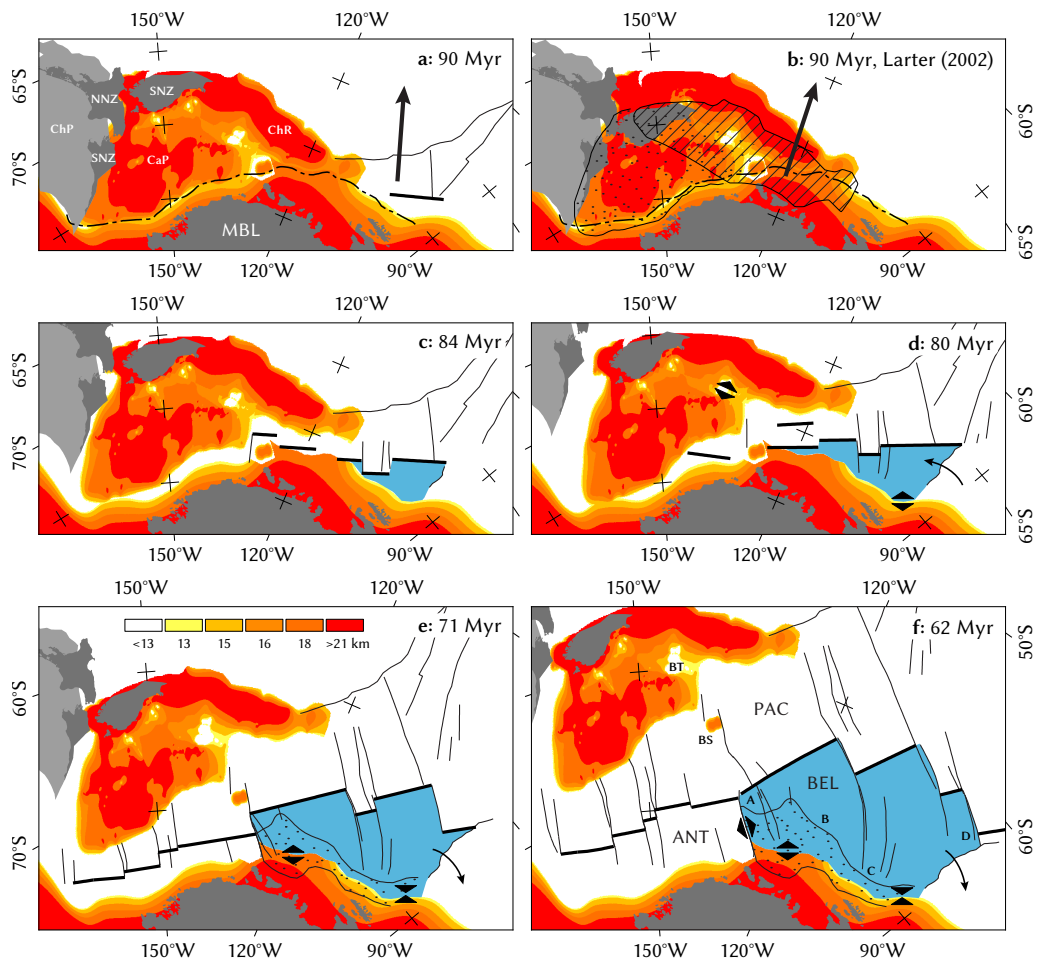 150°W 120°W 150°W 120°W
a: 90 Myr
b: 90 Myr, Larter (2002)
65°S
SNZ
NNZ
60°S
ChP
ChR
SNZ
CaP
70°S
MBL
65°S
150°W 120°W 90°W 150°W 120°W 90°W
150°W 120°W 150°W 120°W
c: 84 Myr
d: 80 Myr
65°S
60°S
70°S
65°S
150°W 120°W 90°W 150°W 120°W 90°W
150°W 120°W 150°W 120°W
e: 71 Myr
f: 62 Myr
<13 13 15 16 18 >21 km
50°S
BT
60°S
PAC
BS
BEL
A
B
ANT
D
70°S
60°S
C
150°W 120°W 90°W 150°W 120°W 90°W